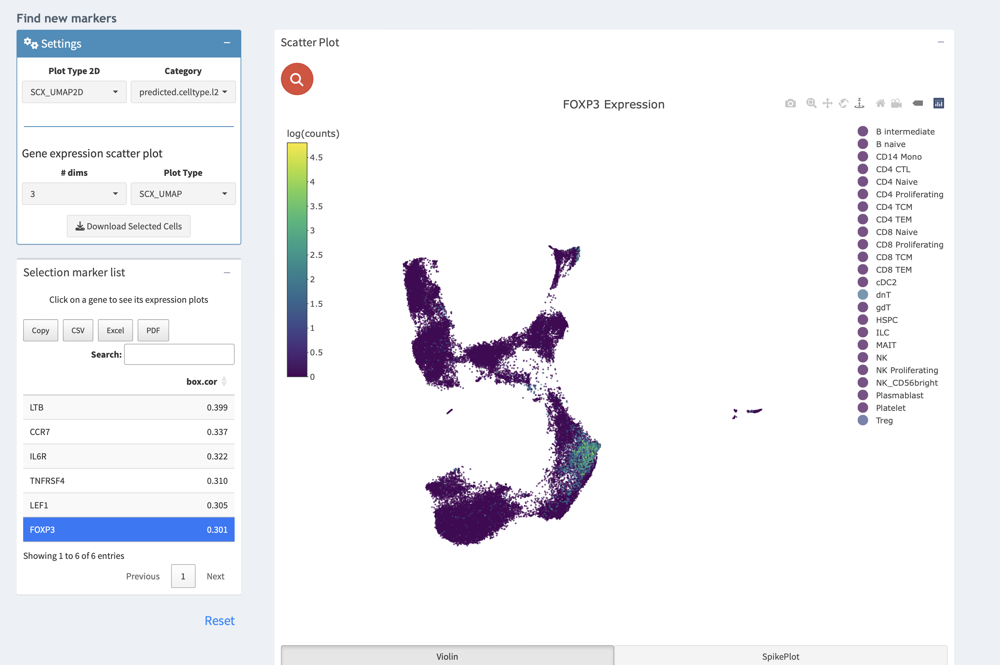 Find new markers
Settings
Plot Type 2D Category
SCX_UMAP2D predicted.celltype.l2
Gene expression scatter plot
# dims Plot Type
3 SCX_UMAP
Download Selected Cells
Selection marker list
Click on a gene to see its expression plots
Copy CSV Excel PDF
Search:
box.cor
LTB 0.399
CCR7 0.337
IL6R 0.322
TNFRSF4 0.310
LEF1 0.305
FOXP3 0.301
Showing 1 to 6 of 6 entries
Previous 1 Next
Reset
Scatter Plot
FOXP3 Expression
Z
log(counts)
4.5
4
3.5
3
2.5
2
1.5
1
0.5
0
B intermediate
B naive
CD14 Mono
CD4 CTL
CD4 Naive
CD4 Proliferating
CD4 TCM
CD4 TEM
CD8 Naive
CD8 Proliferating
CD8 TCM
CD8 TEM
cDC2
dnT
gdT
HSPC
ILC
MAIT
NK
NK Proliferating
NK_CD56bright
Plasmablast
Platelet
Treg
Violin SpikePlot